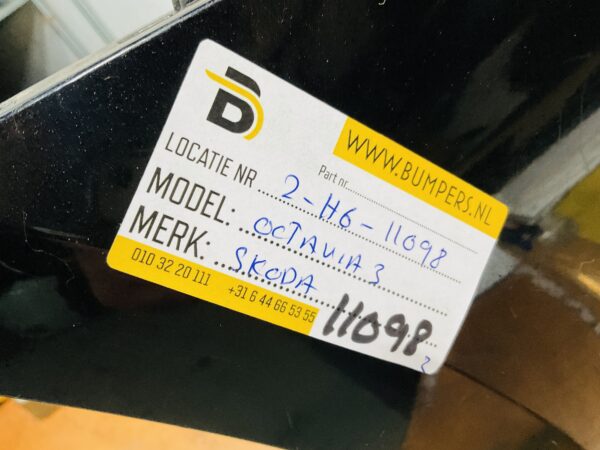 B
WWW.BUMPERS.NL
Part nr
LOCATIE NR 2-H6-11098
MODEL: OCTAVIA 3
MERK: SKODA
010 32 20 111 +31 6 44 66 53 55
11098
2